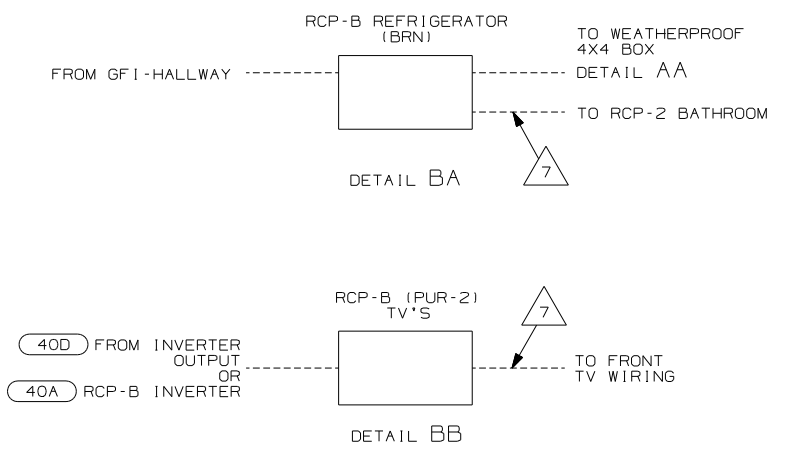 RCP-B REFRIGERATOR
(BRN)
TO WEATHERPROOF
4X4 BOX
FROM GFI-HALLWAY
DETAIL AA
TO RCP-2 BATHROOM
7
DETAIL BA
RCP-B (PUR-2)
TV'S
7
40D FROM INVERTER
OUTPUT
OR
40A RCP-B INVERTER
TO FRONT
TV WIRING
DETAIL BB